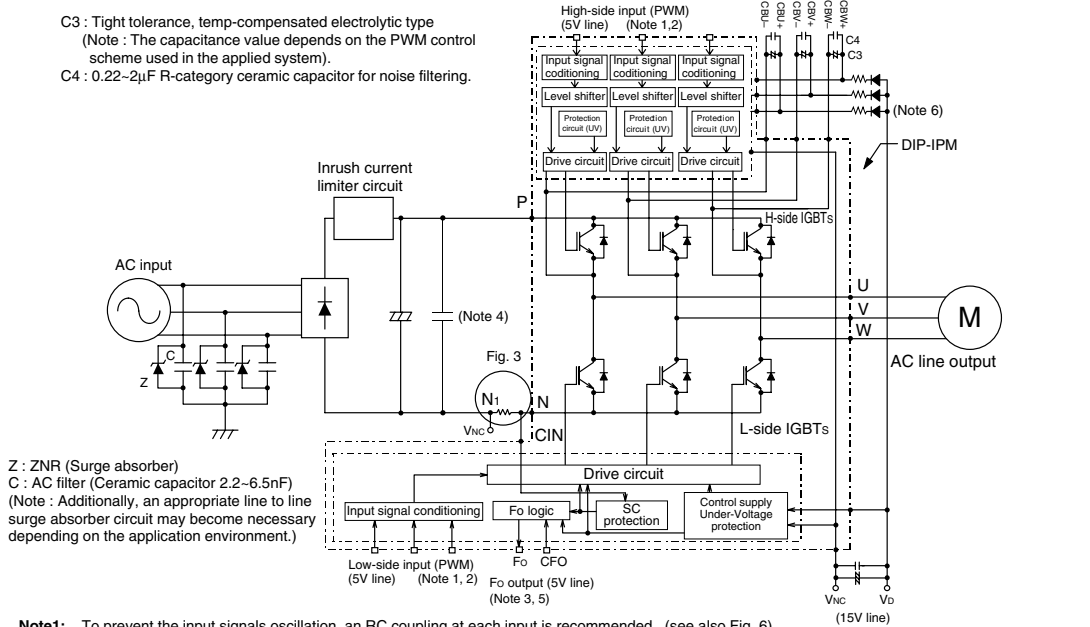 C3 : Tight tolerance, temp-compensated electrolytic type
(Note : The capacitance value depends on the PWM control
scheme used in the applied system).
C4 : 0.22~2μF R-category ceramic capacitor for noise filtering.
High-side input (PWM)
(5V line) (Note 1,2)
CBU–
CBU+
CBV–
CBV+
CBW–
CBW+
C4
C3
Input signal coditioning
Input signal coditioning
Input signal coditioning
Level shifter
Level shifter
Level shifter
Protection circuit (UV)
Protection circuit (UV)
Protection circuit (UV)
Drive circuit
Drive circuit
Drive circuit
(Note 6)
DIP-IPM
Inrush current
limiter circuit
P
H-side IGBTs
AC input
U
V
W
M
AC line output
(Note 4)
C
Z
Fig. 3
N1
N
VNC
CIN
L-side IGBTs
Z : ZNR (Surge absorber)
C : AC filter (Ceramic capacitor 2.2~6.5nF)
(Note : Additionally, an appropriate line to line
surge absorber circuit may become necessary
depending on the application environment.)
Drive circuit
Input signal conditioning
Fo logic
SC
protection
Control supply
Under-Voltage
protection
Low-side input (PWM)
(5V line) (Note 1, 2)
FO CFO
FO output (5V line)
(Note 3, 5)
VNC VD
(15V line)
Note1: To prevent the input signals oscillation, an RC coupling at each input is recommended. (see also Fig. 6)